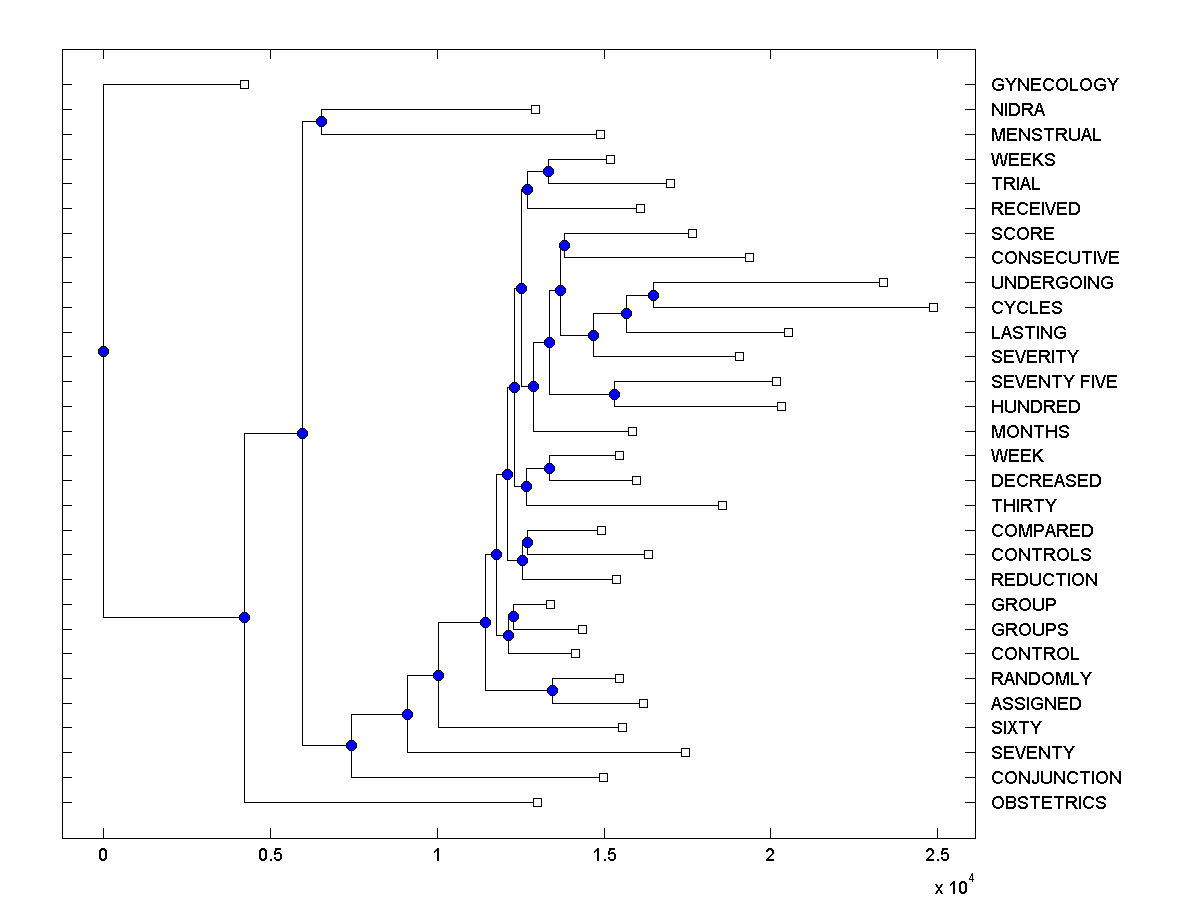 GYNECOLOGY
NIDRA
MENSTRUAL
WEEKS
TRIAL
RECEIVED
SCORE
CONSECUTIVE
UNDERGOING
CYCLES
LASTING
SEVERITY
SEVENTY FIVE
HUNDRED
MONTHS
WEEK
DECREASED
THIRTY
COMPARED
CONTROLS
REDUCTION
GROUP
GROUPS
CONTROL
RANDOMLY
ASSIGNED
SIXTY
SEVENTY
CONJUNCTION
OBSTETRICS
0 0.5 1 1.5 2 2.5
x 10^4